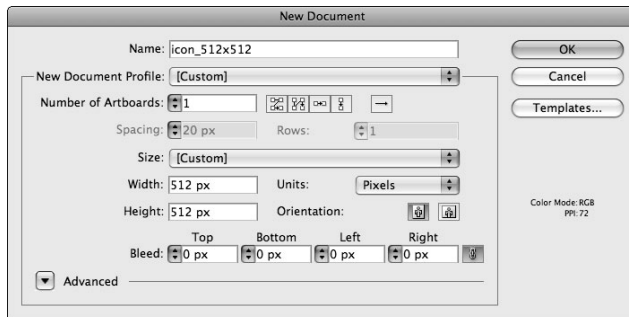 New Document
Name: icon_512x512
OK
New Document Profile: [Custom]
Cancel
Number of Artboards: 1
Templates...
Spacing: 20 px Rows: 1
Size: [Custom]
Width: 512 px Units: Pixels
Height: 512 px Orientation:
Color Mode: RGB
PPI: 72
Top Bottom Left Right
Bleed: 0 px 0 px 0 px 0 px
Advanced